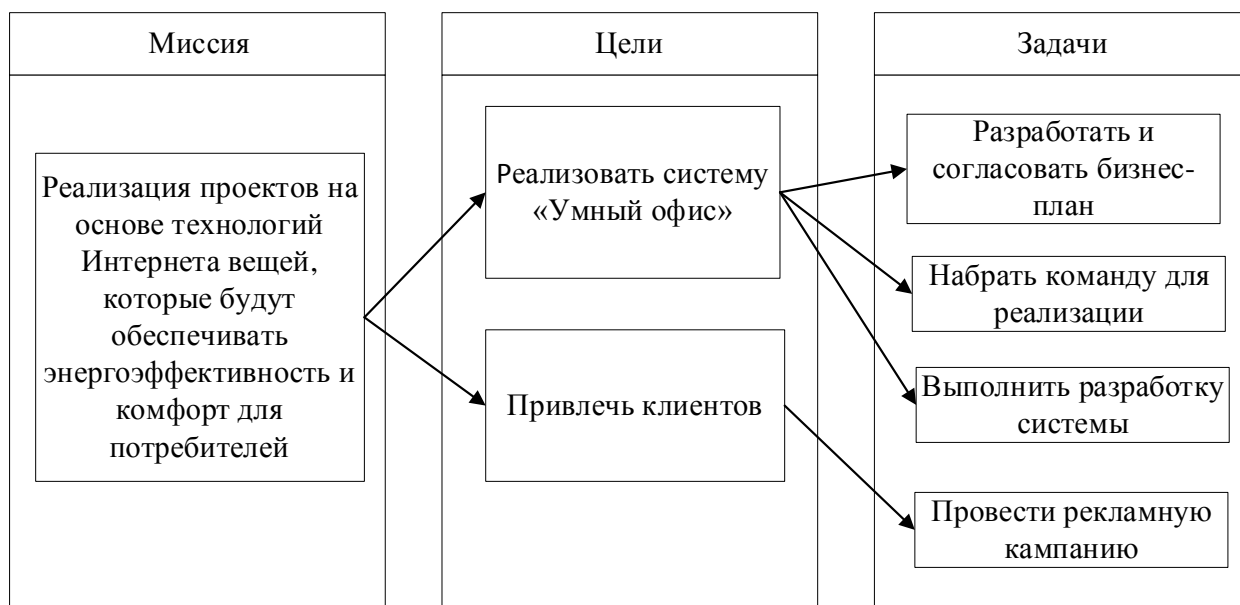 Миссия
Реализация проектов на
основе технологий
Интернета вещей,
которые будут
обеспечивать
энергоэффективность и
комфорт для
потребителей
Цели
Реализовать систему
«Умный офис»
Привлечь клиентов
Задачи
Разработать и
согласовать бизнес-
план
Набрать команду для
реализации
Выполнить разработку
системы
Провести рекламную
кампанию